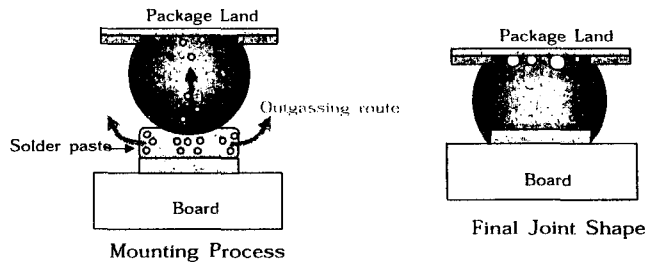 Package Land
Outgassing route
Solder paste
Board
Mounting Process
Package Land
Board
Final Joint Shape